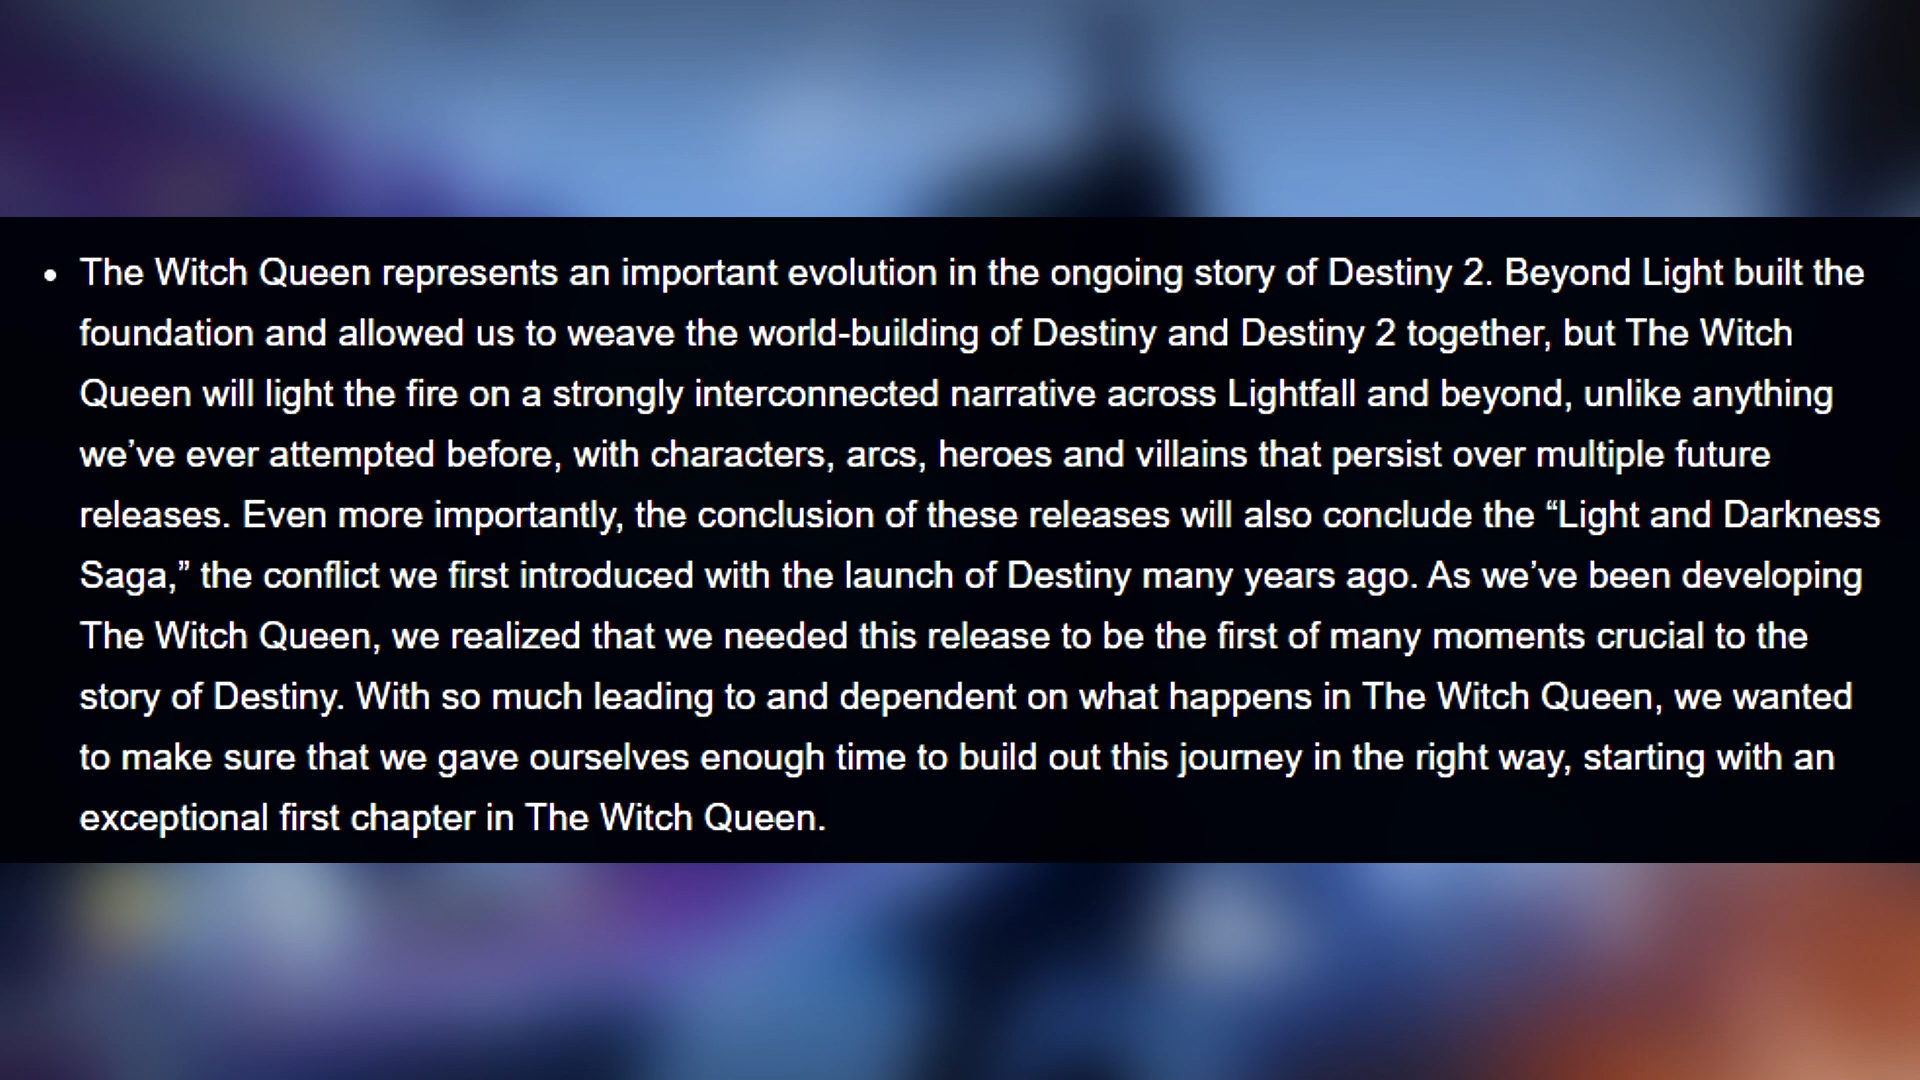 • The Witch Queen represents an important evolution in the ongoing story of Destiny 2. Beyond Light built the
foundation and allowed us to weave the world-building of Destiny and Destiny 2 together, but The Witch
Queen will light the fire on a strongly interconnected narrative across Lightfall and beyond, unlike anything
we’ve ever attempted before, with characters, arcs, heroes and villains that persist over multiple future
releases. Even more importantly, the conclusion of these releases will also conclude the “Light and Darkness
Saga,” the conflict we first introduced with the launch of Destiny many years ago. As we’ve been developing
The Witch Queen, we realized that we needed this release to be the first of many moments crucial to the
story of Destiny. With so much leading to and dependent on what happens in The Witch Queen, we wanted
to make sure that we gave ourselves enough time to build out this journey in the right way, starting with an
exceptional first chapter in The Witch Queen.